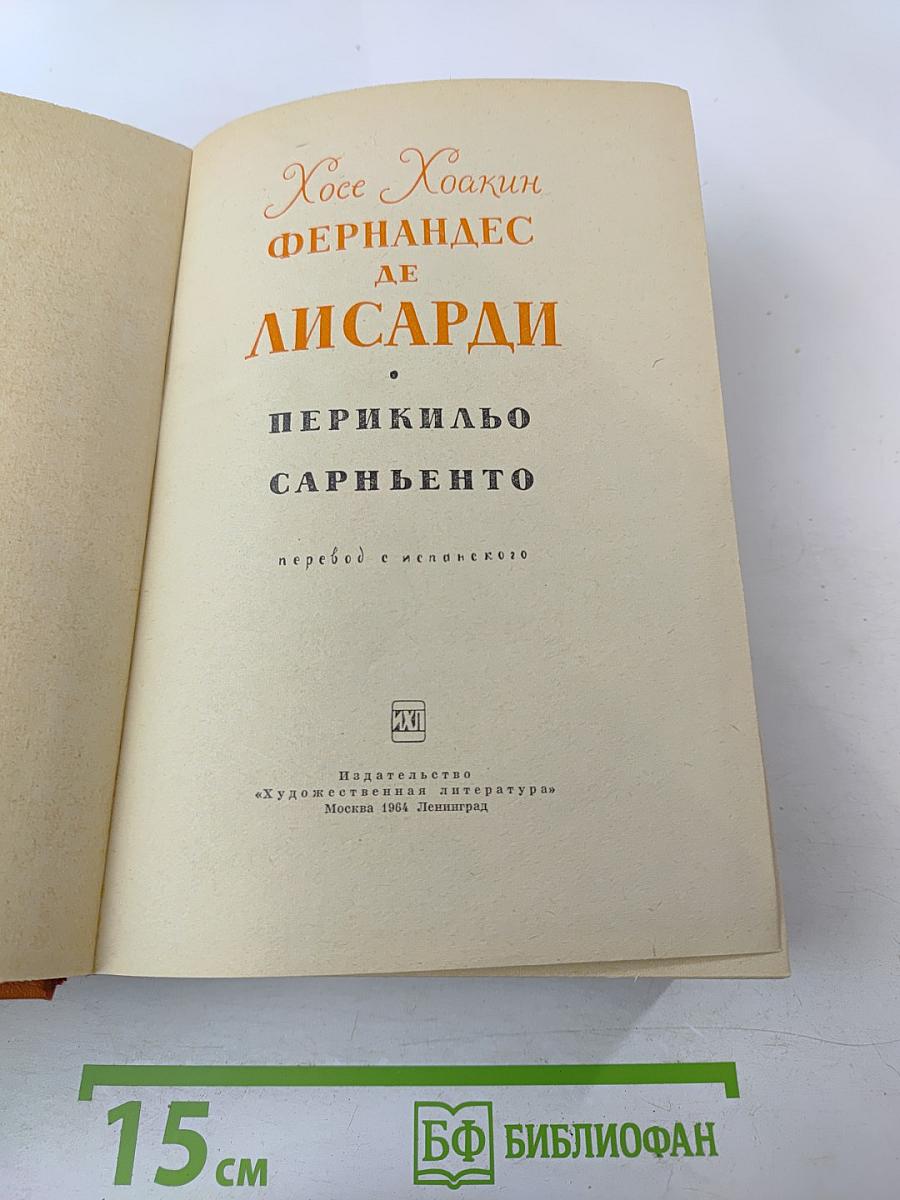 Хосе Хоакин
ФЕРНАНДЕС
ДЕ
ЛИСАРДИ
•
ПЕРИКИЛЬО
САРНЬЕНТО
перевод с испанского
ИХЛ
Издательство
«Художественная литература»
Москва 1964 Ленинград
15 см
БФ БИБЛИОФАН